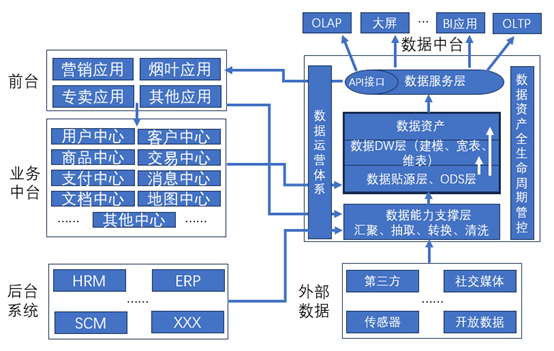 OLAP
大屏
...
BI应用
OLTP
数据中台
前台
营销应用
烟叶应用
专卖应用
其他应用
API接口
数据服务层
业务
中台
用户中心
客户中心
商品中心
交易中心
支付中心
消息中心
文档中心
地图中心
......
其他中心
......
数据运营体系
数据资产
数据DW层（建模、宽表、
维表）
数据贴源层、ODS层
数据能力支撑层
汇聚、抽取、转换、清洗
数据资产全生命周期管控
后台
系统
HRM
ERP
......
SCM
XXX
外部
数据
第三方
社交媒体
......
传感器
开放数据